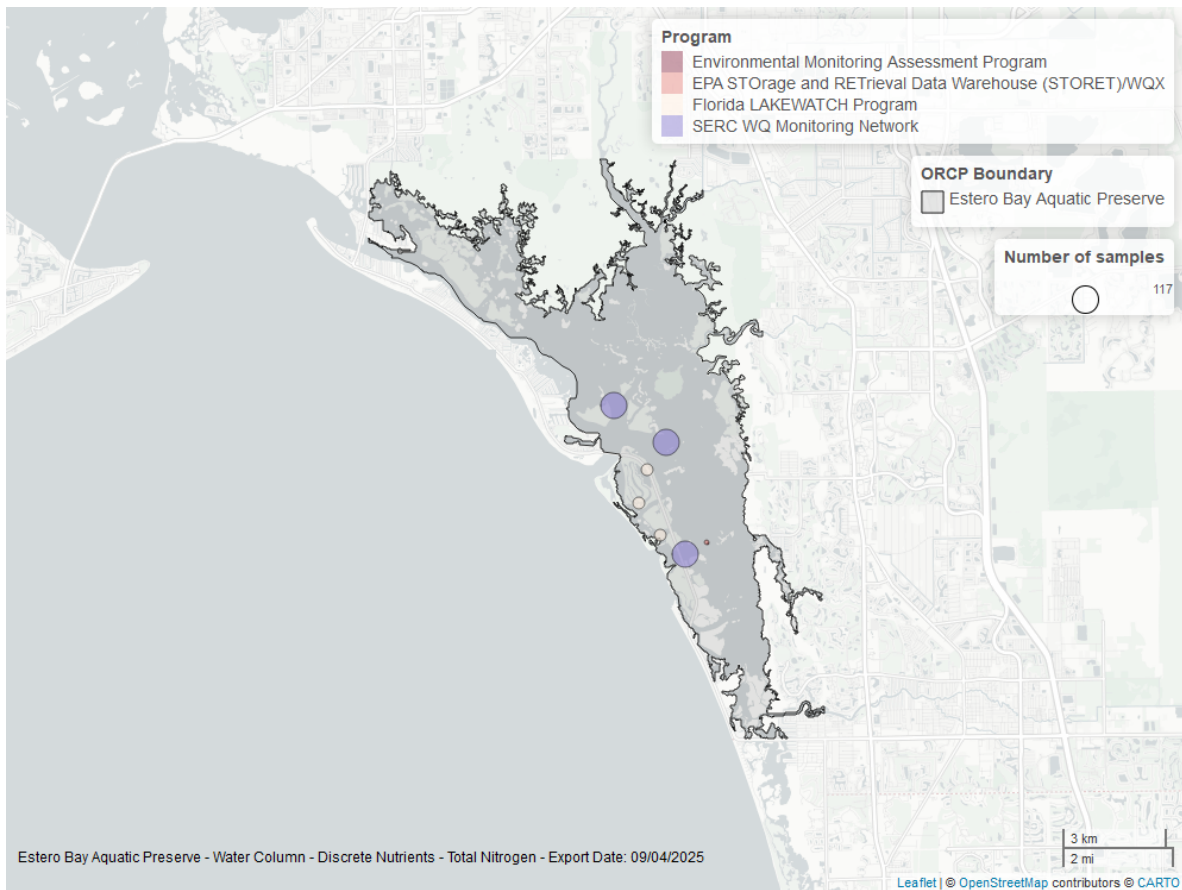 Program
Environmental Monitoring Assessment Program
EPA STOrage and RETrieval Data Warehouse (STORET)/WQX
Florida LAKEWATCH Program
SERC WQ Monitoring Network
ORCP Boundary
Estero Bay Aquatic Preserve
Number of samples
117
3 km
2 mi
Estero Bay Aquatic Preserve - Water Column - Discrete Nutrients - Total Nitrogen - Export Date: 09/04/2025
Leaflet | © OpenStreetMap contributors © CARTO